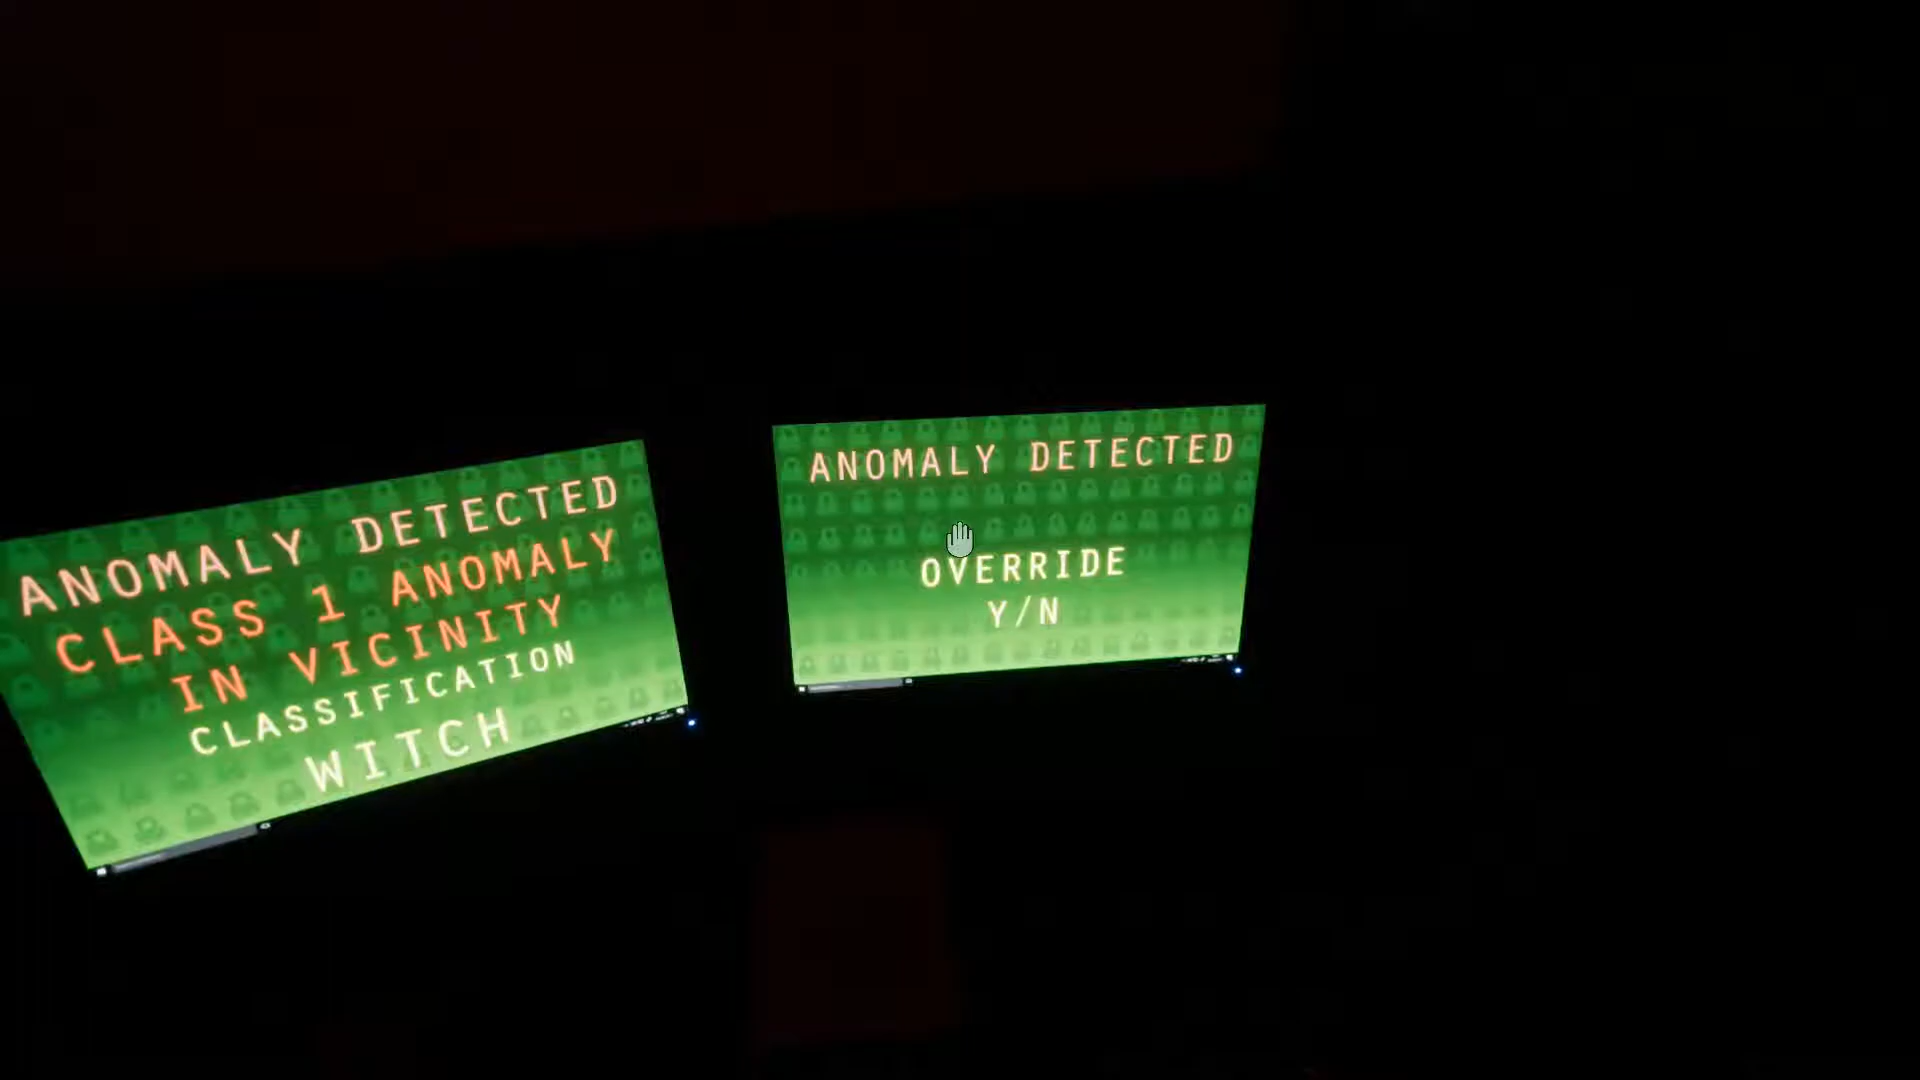 ANOMALY DETECTED
CLASS 1 ANOMALY
IN VICINITY
CLASSIFICATION
WITCH
ANOMALY DETECTED
OVERRIDE
Y/N